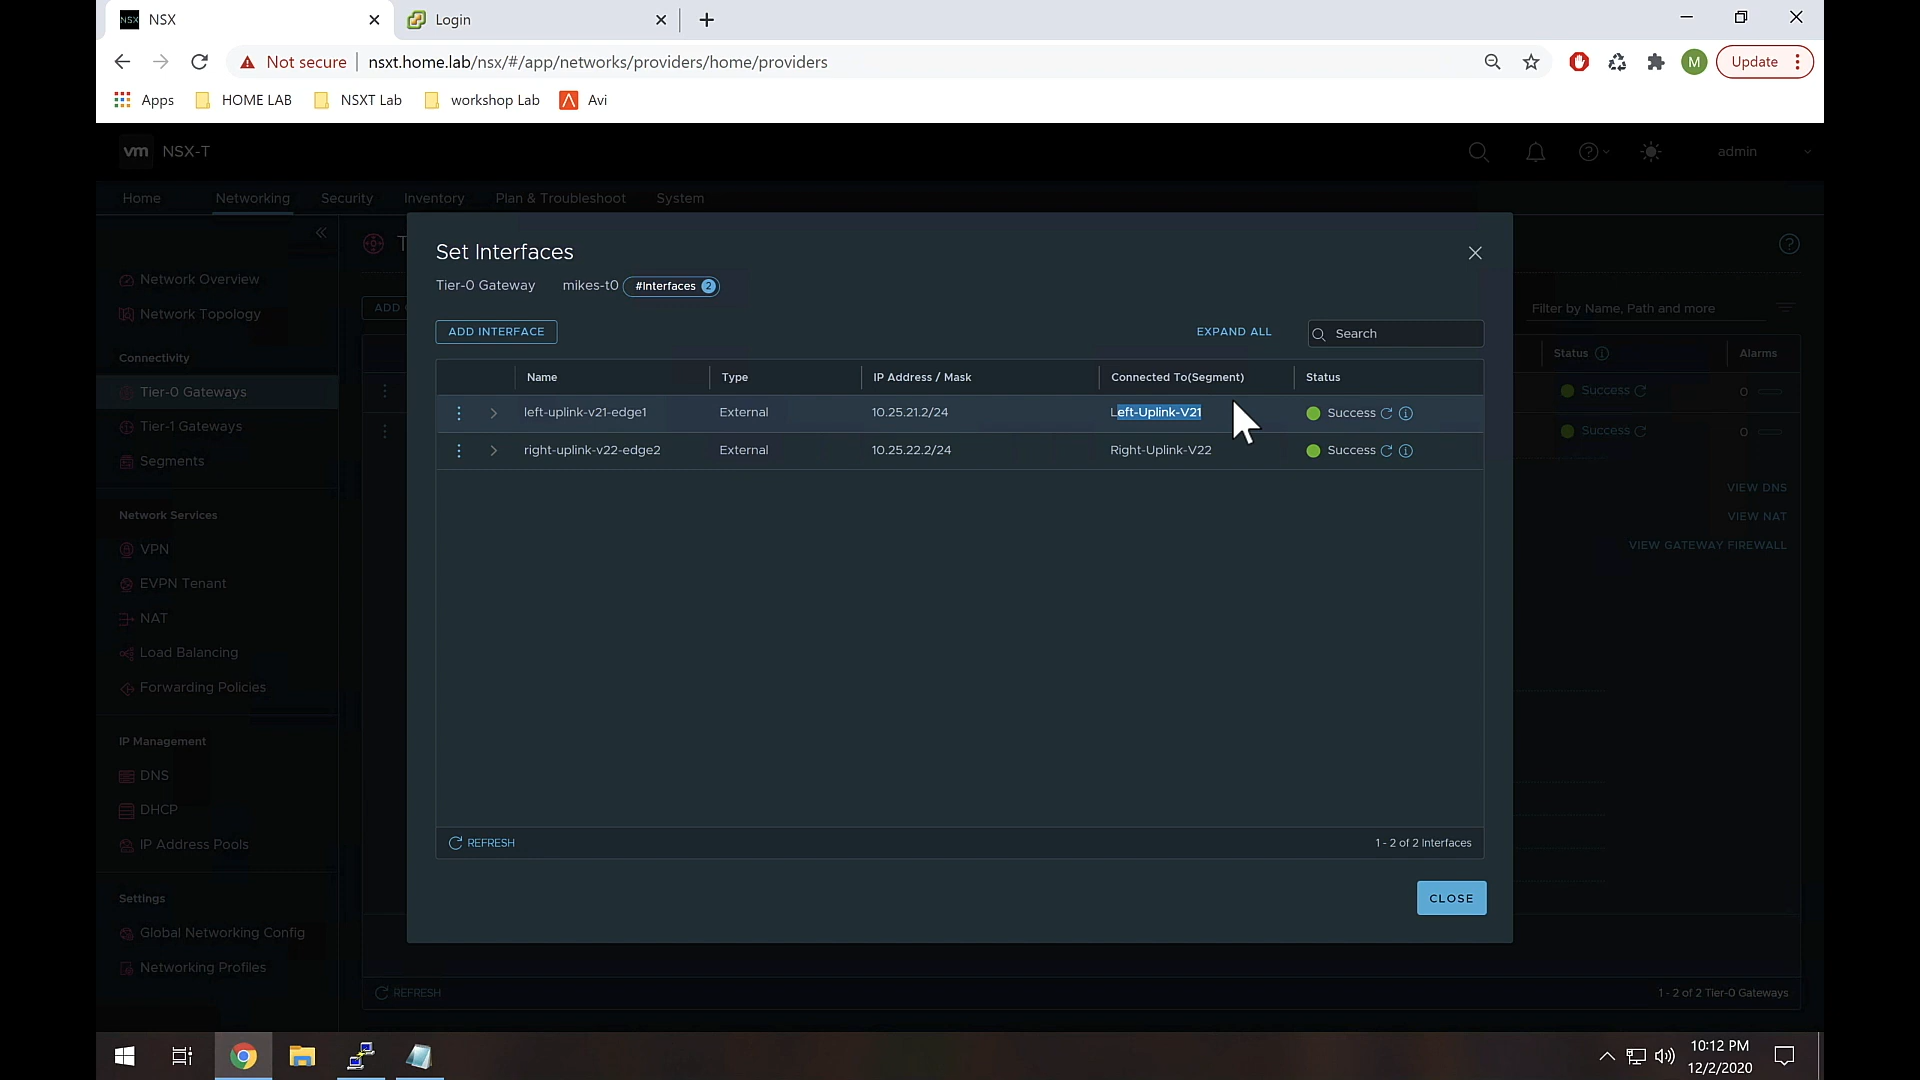 NSX
Login
Not secure
nsxt.home.lab/nsx/#/app/networks/providers/home/providers
M
Update
Apps
HOME LAB
NSXT Lab
workshop Lab
Avi
vm NSX-T
admin
Home
Networking
Security
Inventory
Plan & Troubleshoot
System
Network Overview
Network Topology
Connectivity
Tier-0 Gateways
Tier-1 Gateways
Segments
Network Services
VPN
EVPN Tenant
NAT
Load Balancing
Forwarding Policies
IP Management
DNS
DHCP
IP Address Pools
Settings
Global Networking Config
Networking Profiles
T
ADD
Filter by Name, Path and more
Status
Alarms
Success
0
Success
0
VIEW DNS
VIEW NAT
VIEW GATEWAY FIREWALL
REFRESH
1 - 2 of 2 Tier-0 Gateways
Set Interfaces
Tier-0 Gateway mikes-t0 #Interfaces 2
ADD INTERFACE
EXPAND ALL
Search
Name Type IP Address / Mask Connected To(Segment) Status
left-uplink-v21-edge1 External 10.25.21.2/24 Left-Uplink-V21 Success
right-uplink-v22-edge2 External 10.25.22.2/24 Right-Uplink-V22 Success
REFRESH
1 - 2 of 2 Interfaces
CLOSE
10:12 PM
12/2/2020